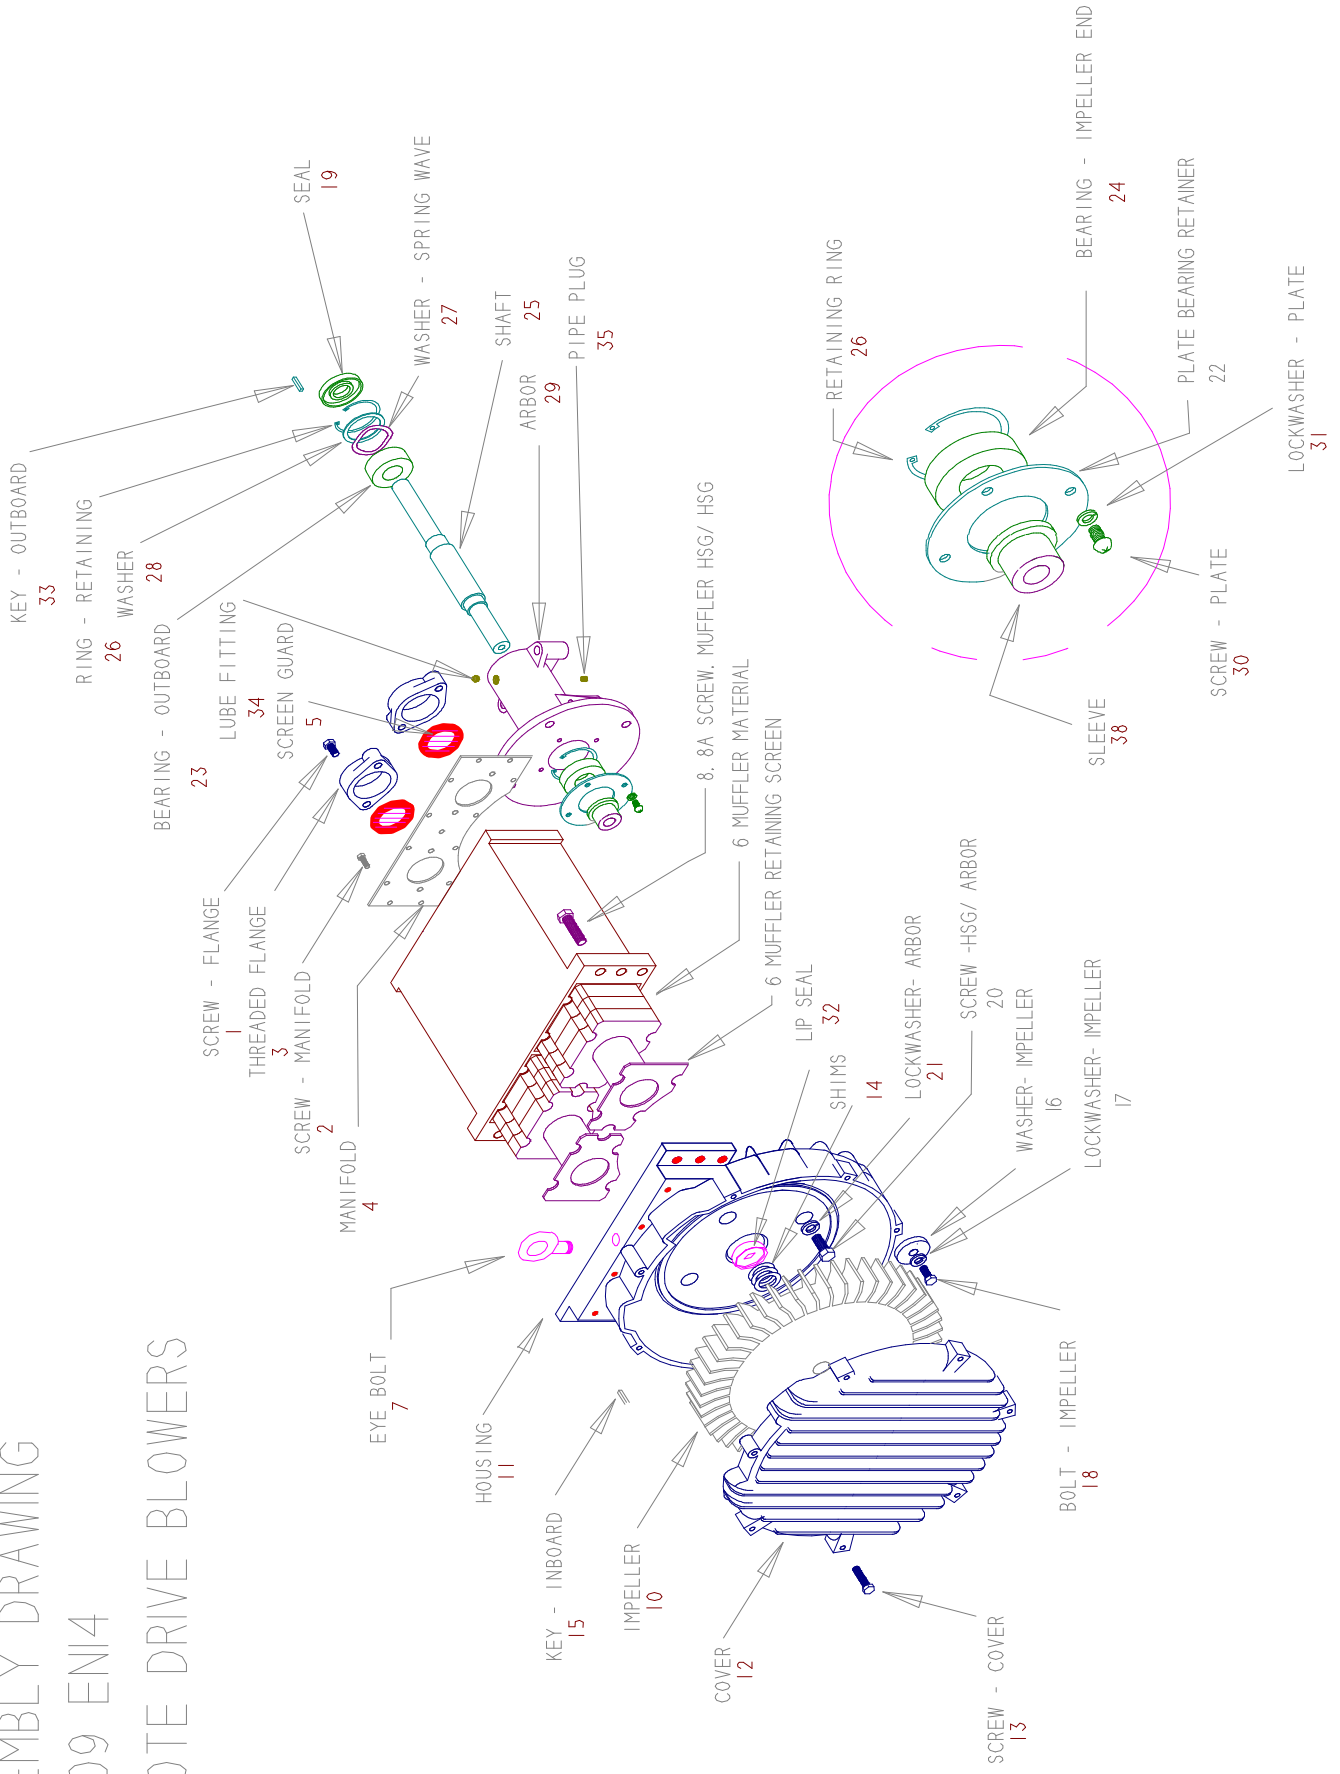 EMBLY DRAWING
09 EN14
OTE DRIVE BLOWERS
KEY - OUTBOARD
33
RING - RETAINING
26
WASHER
28
BEARING - OUTBOARD
23
LUBE FITTING
34
SCREEN GUARD
5
SCREW - FLANGE
1
THREADED FLANGE
3
SCREW - MANIFOLD
2
MANIFOLD
4
EYE BOLT
7
HOUSING
11
KEY - INBOARD
15
IMPELLER
10
COVER
12
SCREW - COVER
13
SEAL
19
WASHER - SPRING WAVE
27
SHAFT
25
ARBOR
29
PIPE PLUG
35
8, 8A SCREW, MUFFLER HSG/ HSG
6 MUFFLER MATERIAL
6 MUFFLER RETAINING SCREEN
LIP SEAL
32
SHIMS
14
LOCKWASHER- ARBOR
21
SCREW -HSG/ ARBOR
20
WASHER- IMPELLER
16
LOCKWASHER- IMPELLER
17
BOLT - IMPELLER
18
RETAINING RING
26
BEARING - IMPELLER END
24
PLATE BEARING RETAINER
22
LOCKWASHER - PLATE
31
SCREW - PLATE
30
SLEEVE
38